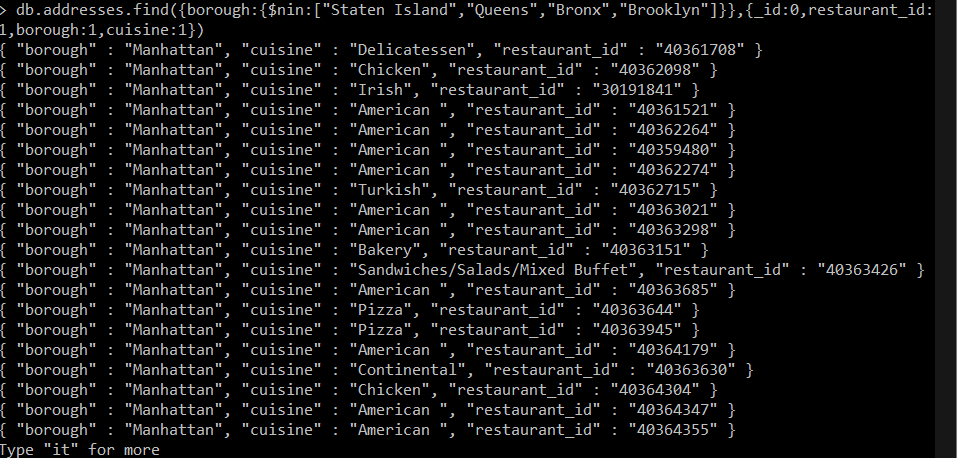 > db.addresses.find({borough:{$nin:["Staten Island","Queens","Bronx","Brooklyn"]}},{_id:0,restaurant_id:
1,borough:1,cuisine:1})
{ "borough" : "Manhattan", "cuisine" : "Delicatessen", "restaurant_id" : "40361708" }
{ "borough" : "Manhattan", "cuisine" : "Chicken", "restaurant_id" : "40362098" }
{ "borough" : "Manhattan", "cuisine" : "Irish", "restaurant_id" : "30191841" }
{ "borough" : "Manhattan", "cuisine" : "American ", "restaurant_id" : "40361521" }
{ "borough" : "Manhattan", "cuisine" : "American ", "restaurant_id" : "40362264" }
{ "borough" : "Manhattan", "cuisine" : "American ", "restaurant_id" : "40359480" }
{ "borough" : "Manhattan", "cuisine" : "American ", "restaurant_id" : "40362274" }
{ "borough" : "Manhattan", "cuisine" : "Turkish", "restaurant_id" : "40362715" }
{ "borough" : "Manhattan", "cuisine" : "American ", "restaurant_id" : "40363021" }
{ "borough" : "Manhattan", "cuisine" : "American ", "restaurant_id" : "40363298" }
{ "borough" : "Manhattan", "cuisine" : "Bakery", "restaurant_id" : "40363151" }
{ "borough" : "Manhattan", "cuisine" : "Sandwiches/Salads/Mixed Buffet", "restaurant_id" : "40363426" }
{ "borough" : "Manhattan", "cuisine" : "American ", "restaurant_id" : "40363685" }
{ "borough" : "Manhattan", "cuisine" : "Pizza", "restaurant_id" : "40363644" }
{ "borough" : "Manhattan", "cuisine" : "Pizza", "restaurant_id" : "40363945" }
{ "borough" : "Manhattan", "cuisine" : "American ", "restaurant_id" : "40364179" }
{ "borough" : "Manhattan", "cuisine" : "Continental", "restaurant_id" : "40363630" }
{ "borough" : "Manhattan", "cuisine" : "Chicken", "restaurant_id" : "40364304" }
{ "borough" : "Manhattan", "cuisine" : "American ", "restaurant_id" : "40364347" }
{ "borough" : "Manhattan", "cuisine" : "American ", "restaurant_id" : "40364355" }
Type "it" for more